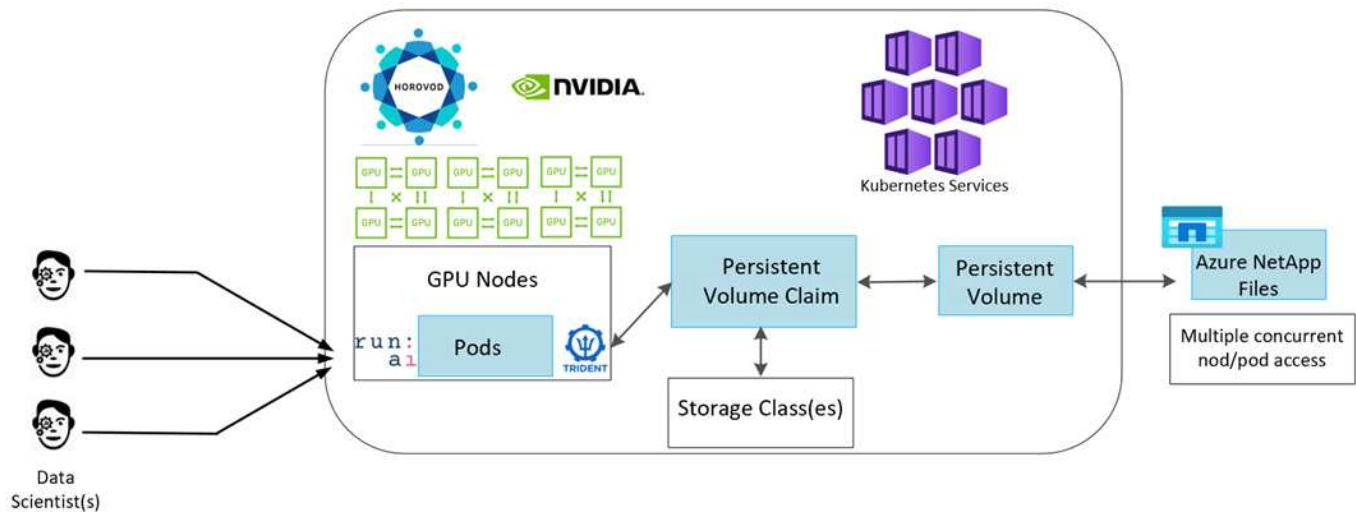 HOROVOD
NVIDIA.
GPU GPU GPU GPU GPU GPU
GPU GPU GPU GPU GPU GPU
Kubernetes Services
GPU Nodes
run:
ai
Pods
TRIDENT
Persistent
Volume Claim
Persistent
Volume
Azure NetApp
Files
Multiple concurrent
nod/pod access
Storage Class(es)
Data
Scientist(s)